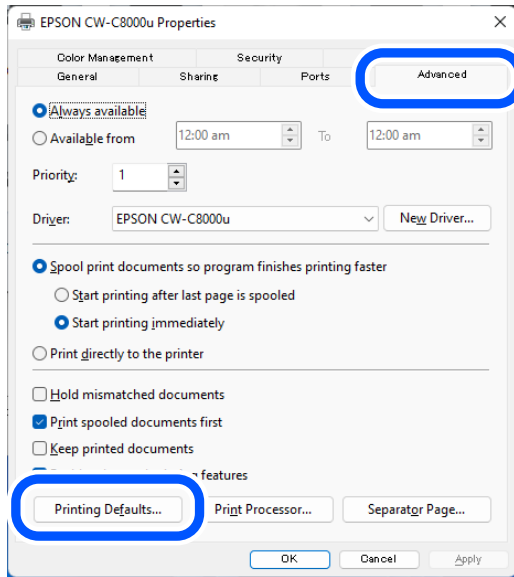 EPSON CW-C8000u Properties
Color Management Security
General Sharing Ports Advanced
Always available
Available from 12:00 am To 12:00 am
Priority: 1
Driver: EPSON CW-C8000u New Driver...
Spool print documents so program finishes printing faster
Start printing after last page is spooled
Start printing immediately
Print directly to the printer
Hold mismatched documents
Print spooled documents first
Keep printed documents
features
Printing Defaults... Print Processor... Separator Page...
OK Cancel Apply